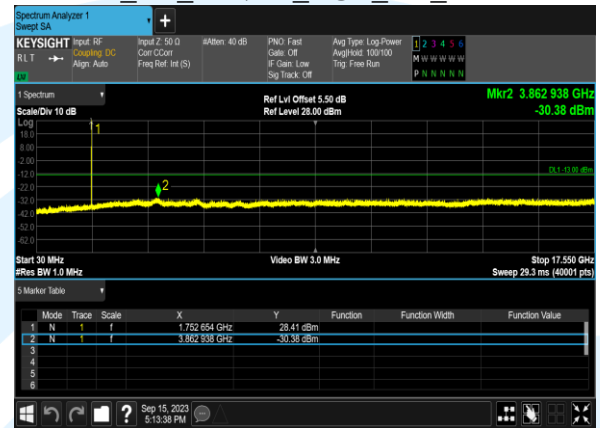 Spectrum Analyzer 1
Swept SA
KEYSIGHT Input: RF Input Z: 50 Ω #Atten: 40 dB PNO: Fast Avg Type: Log-Power 1 2 3 4 5 6
RLT Coupling: DC Corr CCorr Gate: Off Avg|Hold: 100/100 M W W W W W
Align: Auto Freq Ref: Int (S) IF Gain: Low Trig: Free Run
Sig Track: Off P N N N N N
1 Spectrum
Ref Lvl Offset 5.50 dB Mkr2 3.862 938 GHz
Scale/Div 10 dB Ref Level 28.00 dBm -30.38 dBm
Log
18.0
8.00
-2.00
-12.0
-22.0
-32.0
-42.0
-52.0
-62.0
1
2
DL1 -13.00 dBm
Start 30 MHz Video BW 3.0 MHz Stop 17.550 GHz
#Res BW 1.0 MHz Sweep 29.3 ms (40001 pts)
5 Marker Table
Mode Trace Scale X Y Function Function Width Function Value
1 N 1 f 1.752 654 GHz 28.41 dBm
2 N 1 f 3.862 938 GHz -30.38 dBm
3
4
5
6
Sep 15, 2023
5:13:38 PM